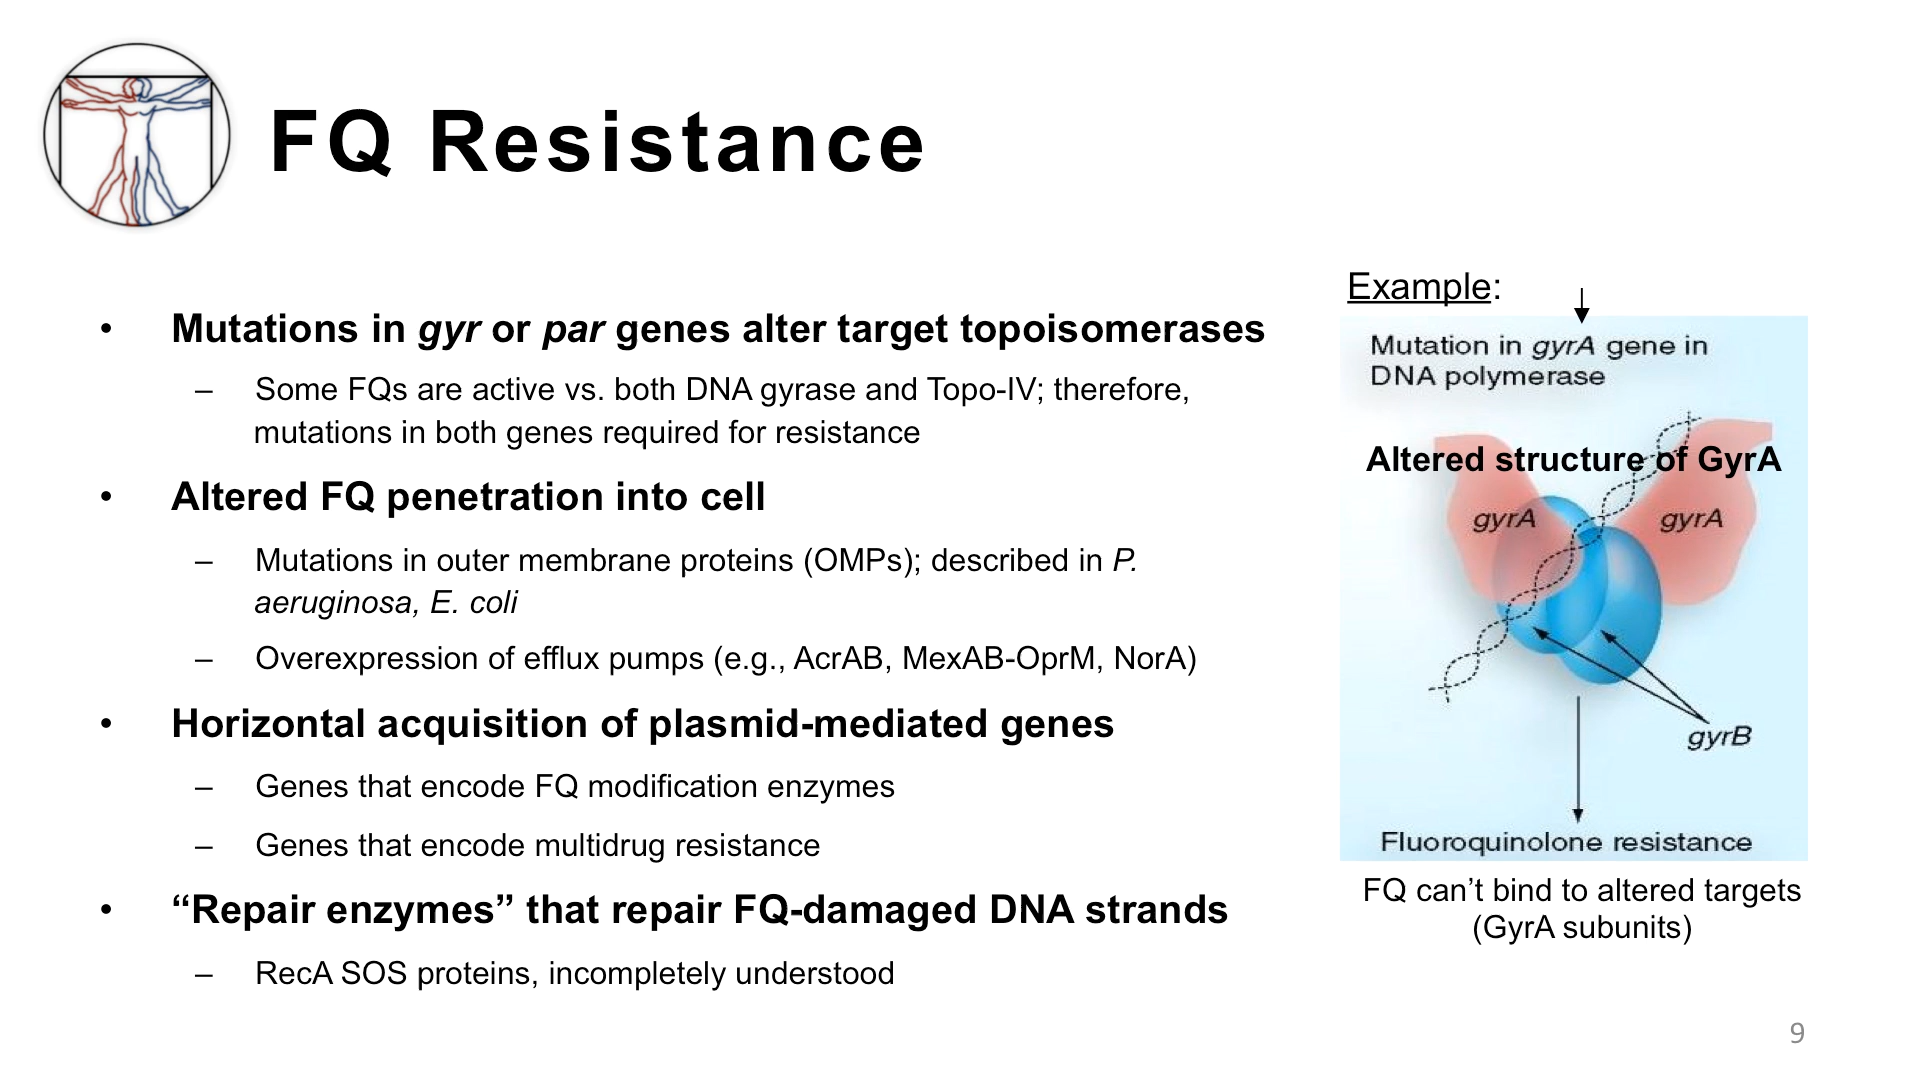 FQ Resistance
• Mutations in gyr or par genes alter target topoisomerases
– Some FQs are active vs. both DNA gyrase and Topo-IV; therefore,
mutations in both genes required for resistance
• Altered FQ penetration into cell
– Mutations in outer membrane proteins (OMPs); described in P.
aeruginosa, E. coli
– Overexpression of efflux pumps (e.g., AcrAB, MexAB-OprM, NorA)
• Horizontal acquisition of plasmid-mediated genes
– Genes that encode FQ modification enzymes
– Genes that encode multidrug resistance
• “Repair enzymes” that repair FQ-damaged DNA strands
– RecA SOS proteins, incompletely understood
Example:
Mutation in gyrA gene in
DNA polymerase
Altered structure of GyrA
gyrA gyrA
gyrB
Fluoroquinolone resistance
FQ can’t bind to altered targets
(GyrA subunits)
9